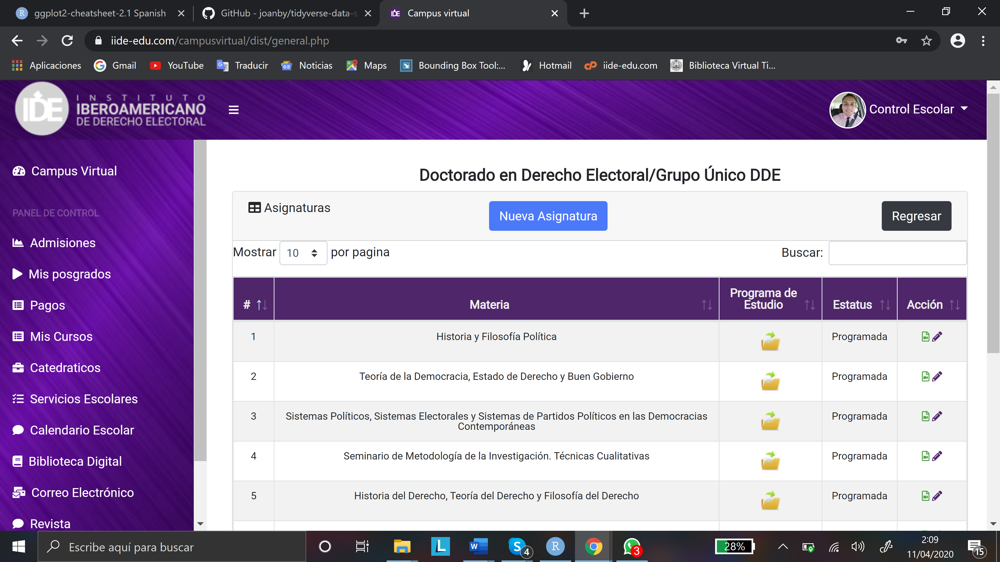 ggplot2-cheatsheet-2.1 Spanish
GitHub - joanby/tidyverse-data-s
IDE Campus virtual
iide-edu.com/campusvirtual/dist/general.php
Aplicaciones
Gmail
YouTube
Traducir
Noticias
Maps
Bounding Box Tool:...
Hotmail
iide-edu.com
Biblioteca Virtual Ti...
IDE
INSTITUTO
IBEROAMERICANO
DE DERECHO ELECTORAL
Control Escolar
Campus Virtual
PANEL DE CONTROL
Admisiones
Mis posgrados
Pagos
Mis Cursos
Catedraticos
Servicios Escolares
Calendario Escolar
Biblioteca Digital
Correo Electrónico
Revista
Doctorado en Derecho Electoral/Grupo Único DDE
Asignaturas
Nueva Asignatura
Regresar
Mostrar 10 por pagina
Buscar:
# Materia Programa de Estudio Estatus Acción
1 Historia y Filosofía Política Programada
2 Teoría de la Democracia, Estado de Derecho y Buen Gobierno Programada
3 Sistemas Políticos, Sistemas Electorales y Sistemas de Partidos Políticos en las Democracias Programada
Contemporáneas
4 Seminario de Metodología de la Investigación. Técnicas Cualitativas Programada
5 Historia del Derecho, Teoría del Derecho y Filosofía del Derecho Programada
Escribe aquí para buscar
L
W
S
4
R
3
28%
2:09
11/04/2020
15